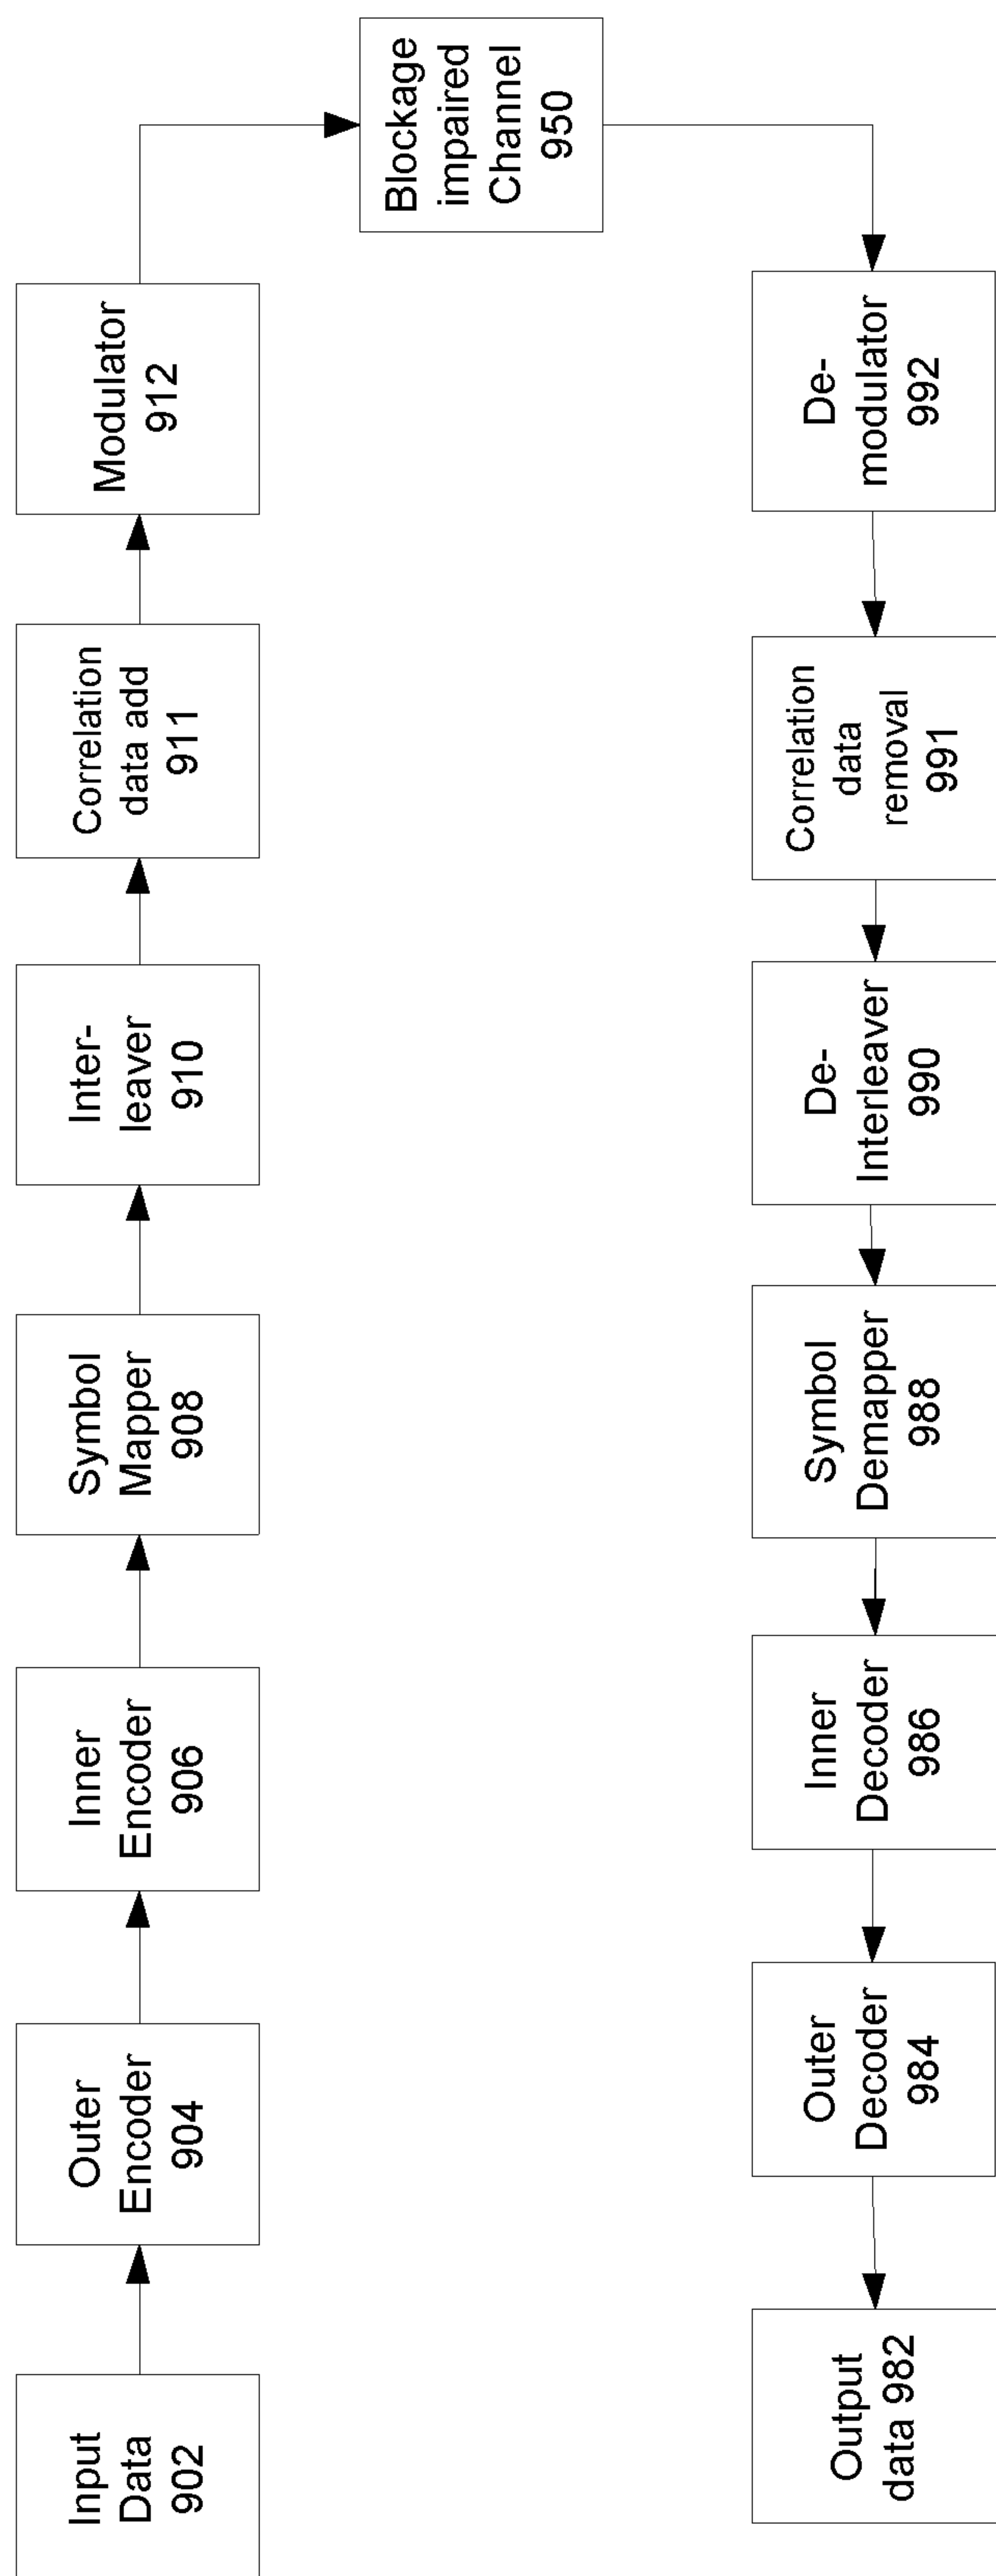 Input
Data
902
Outer
Encoder
904
Inner
Encoder
906
Symbol
Mapper
908
Inter-
leaver
910
Correlation
data add
911
Modulator
912
Blockage
impaired
Channel
950
De-
modulator
992
Correlation
data
removal
991
De-
Interleaver
990
Symbol
Demapper
988
Inner
Decoder
986
Outer
Decoder
984
Output
data 982